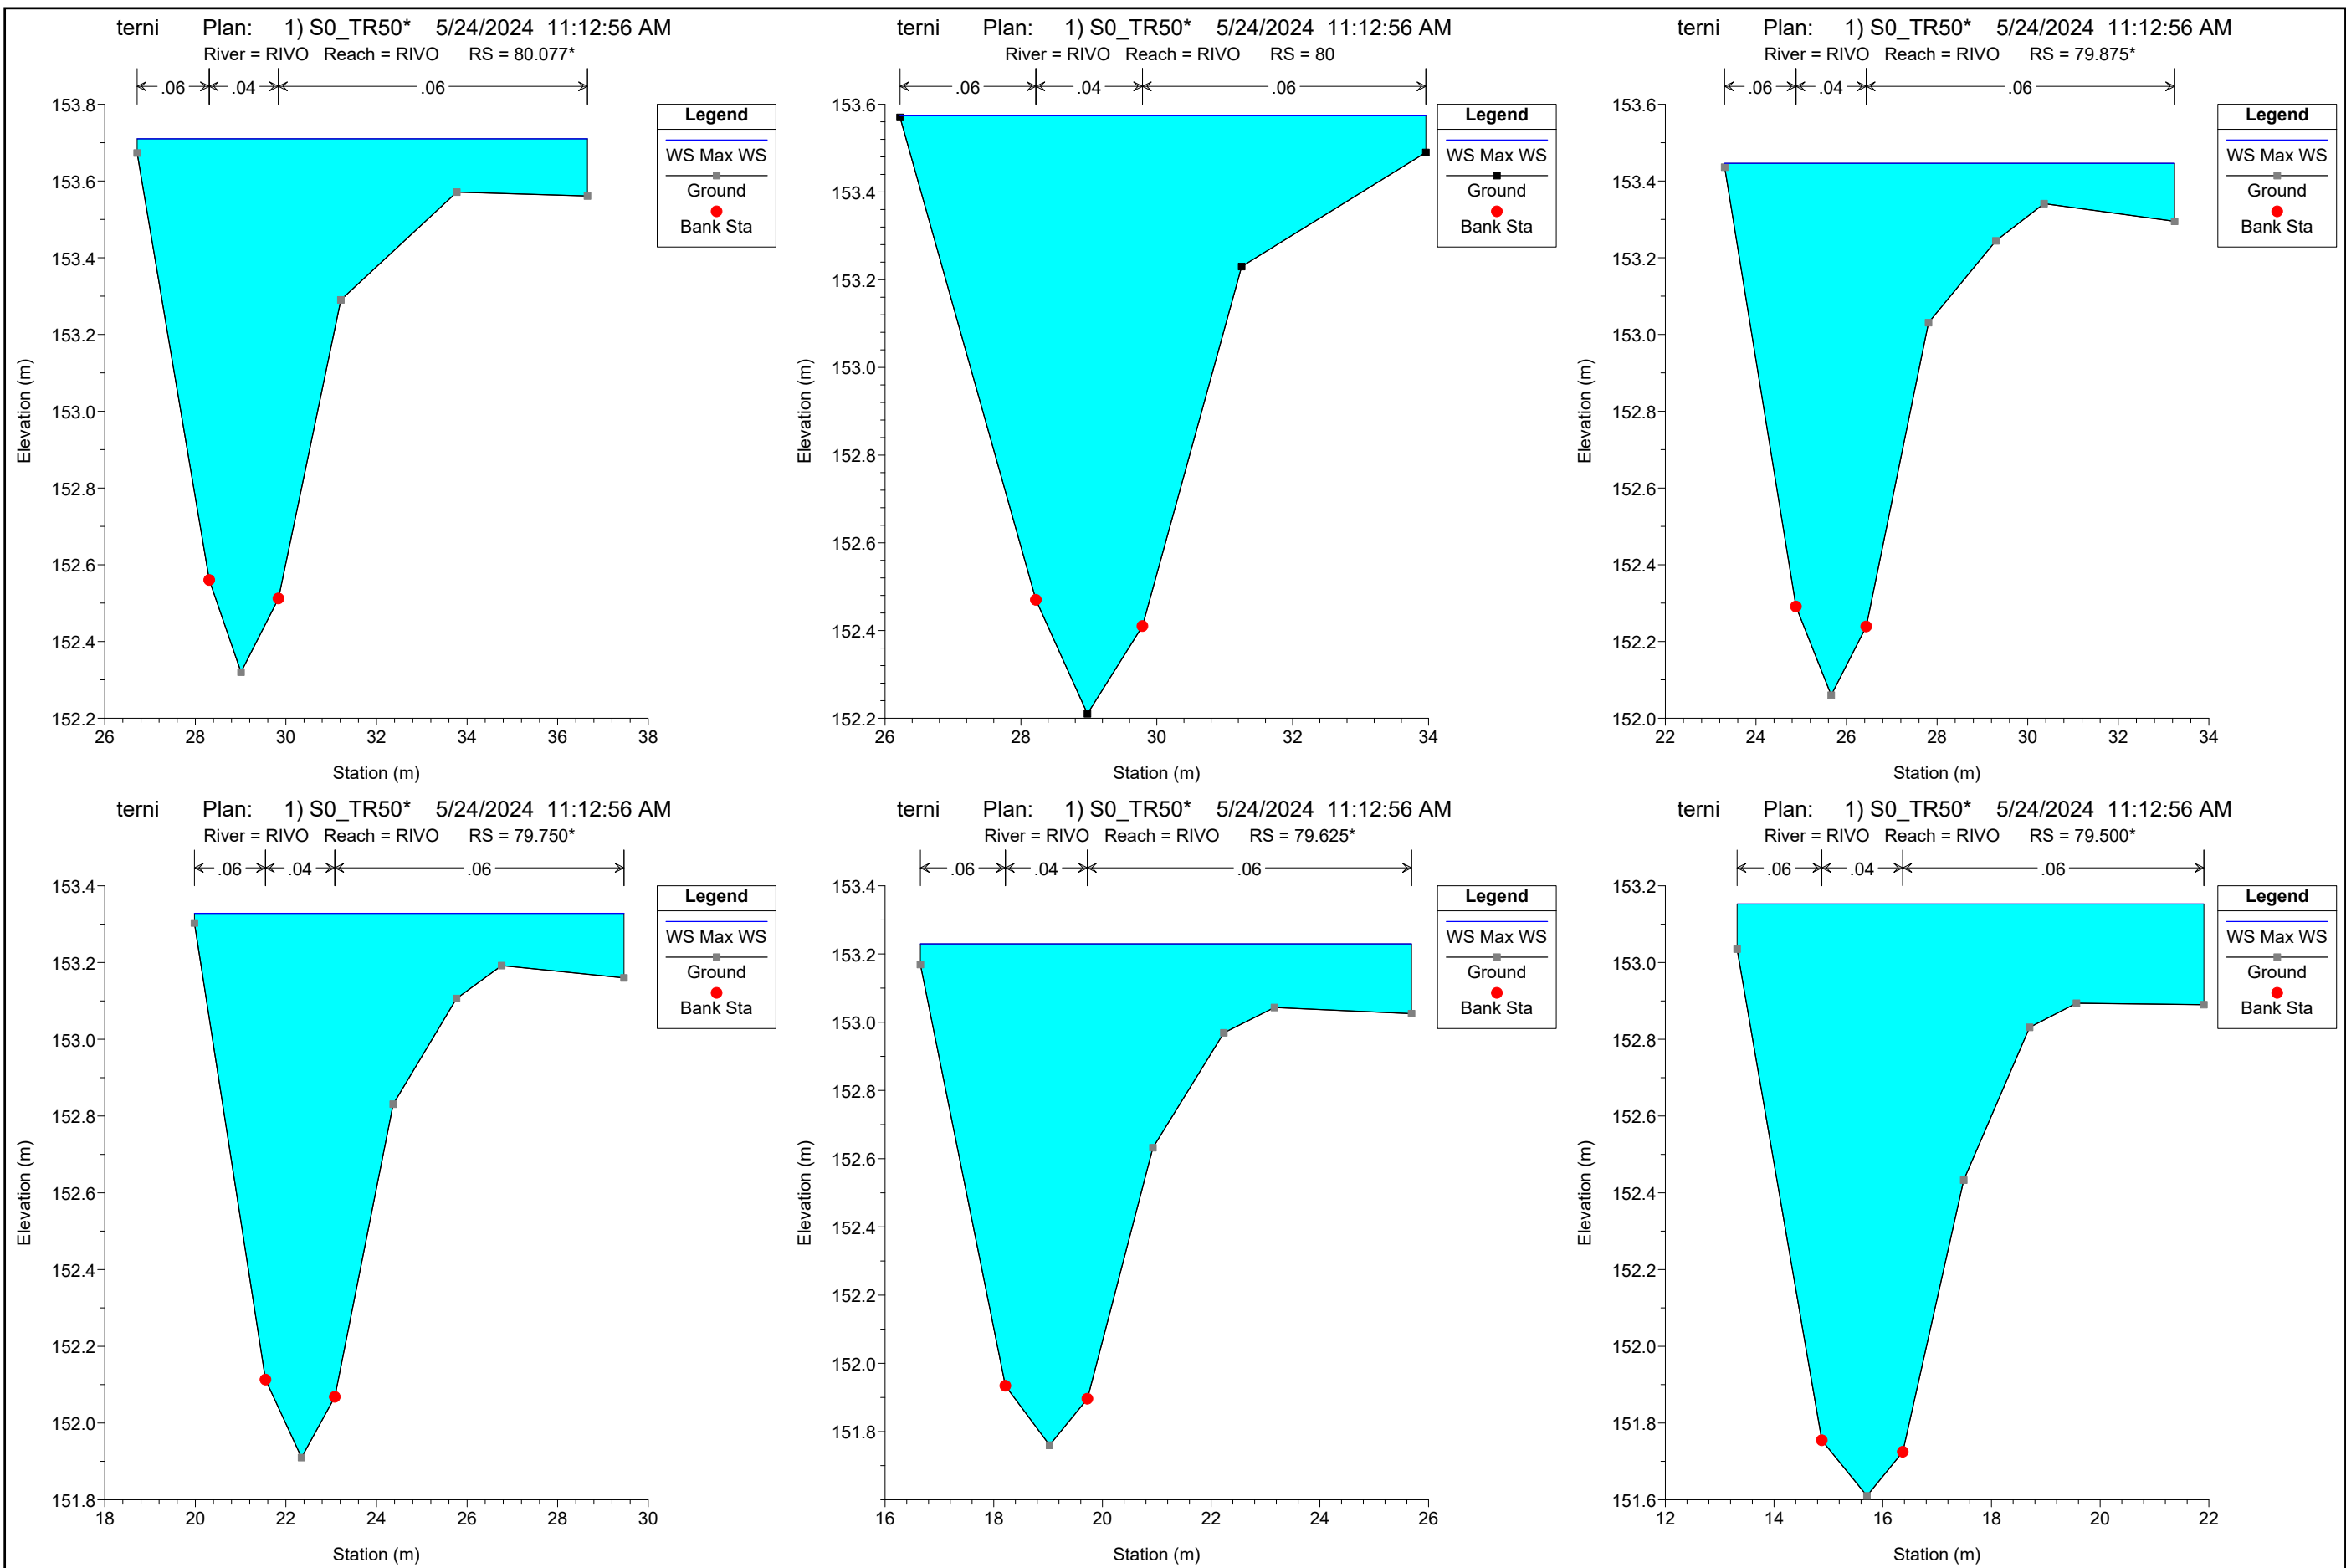 terni Plan: 1) S0_TR50* 5/24/2024 11:12:56 AM
River = RIVO Reach = RIVO RS = 80.077*
.06 .04 .06
153.8
153.6
153.4
153.2
153.0
152.8
152.6
152.4
152.2
26 28 30 32 34 36 38
Station (m)
Elevation (m)
Legend
WS Max WS
Ground
Bank Sta
terni Plan: 1) S0_TR50* 5/24/2024 11:12:56 AM
River = RIVO Reach = RIVO RS = 80
.06 .04 .06
153.6
153.4
153.2
153.0
152.8
152.6
152.4
152.2
26 28 30 32 34
Station (m)
Elevation (m)
Legend
WS Max WS
Ground
Bank Sta
terni Plan: 1) S0_TR50* 5/24/2024 11:12:56 AM
River = RIVO Reach = RIVO RS = 79.875*
.06 .04 .06
153.6
153.4
153.2
153.0
152.8
152.6
152.4
152.2
152.0
22 24 26 28 30 32 34
Station (m)
Elevation (m)
Legend
WS Max WS
Ground
Bank Sta
terni Plan: 1) S0_TR50* 5/24/2024 11:12:56 AM
River = RIVO Reach = RIVO RS = 79.750*
.06 .04 .06
153.4
153.2
153.0
152.8
152.6
152.4
152.2
152.0
151.8
18 20 22 24 26 28 30
Station (m)
Elevation (m)
Legend
WS Max WS
Ground
Bank Sta
terni Plan: 1) S0_TR50* 5/24/2024 11:12:56 AM
River = RIVO Reach = RIVO RS = 79.625*
.06 .04 .06
153.4
153.2
153.0
152.8
152.6
152.4
152.2
152.0
151.8
16 18 20 22 24 26
Station (m)
Elevation (m)
Legend
WS Max WS
Ground
Bank Sta
terni Plan: 1) S0_TR50* 5/24/2024 11:12:56 AM
River = RIVO Reach = RIVO RS = 79.500*
.06 .04 .06
153.2
153.0
152.8
152.6
152.4
152.2
152.0
151.8
151.6
12 14 16 18 20 22
Station (m)
Elevation (m)
Legend
WS Max WS
Ground
Bank Sta